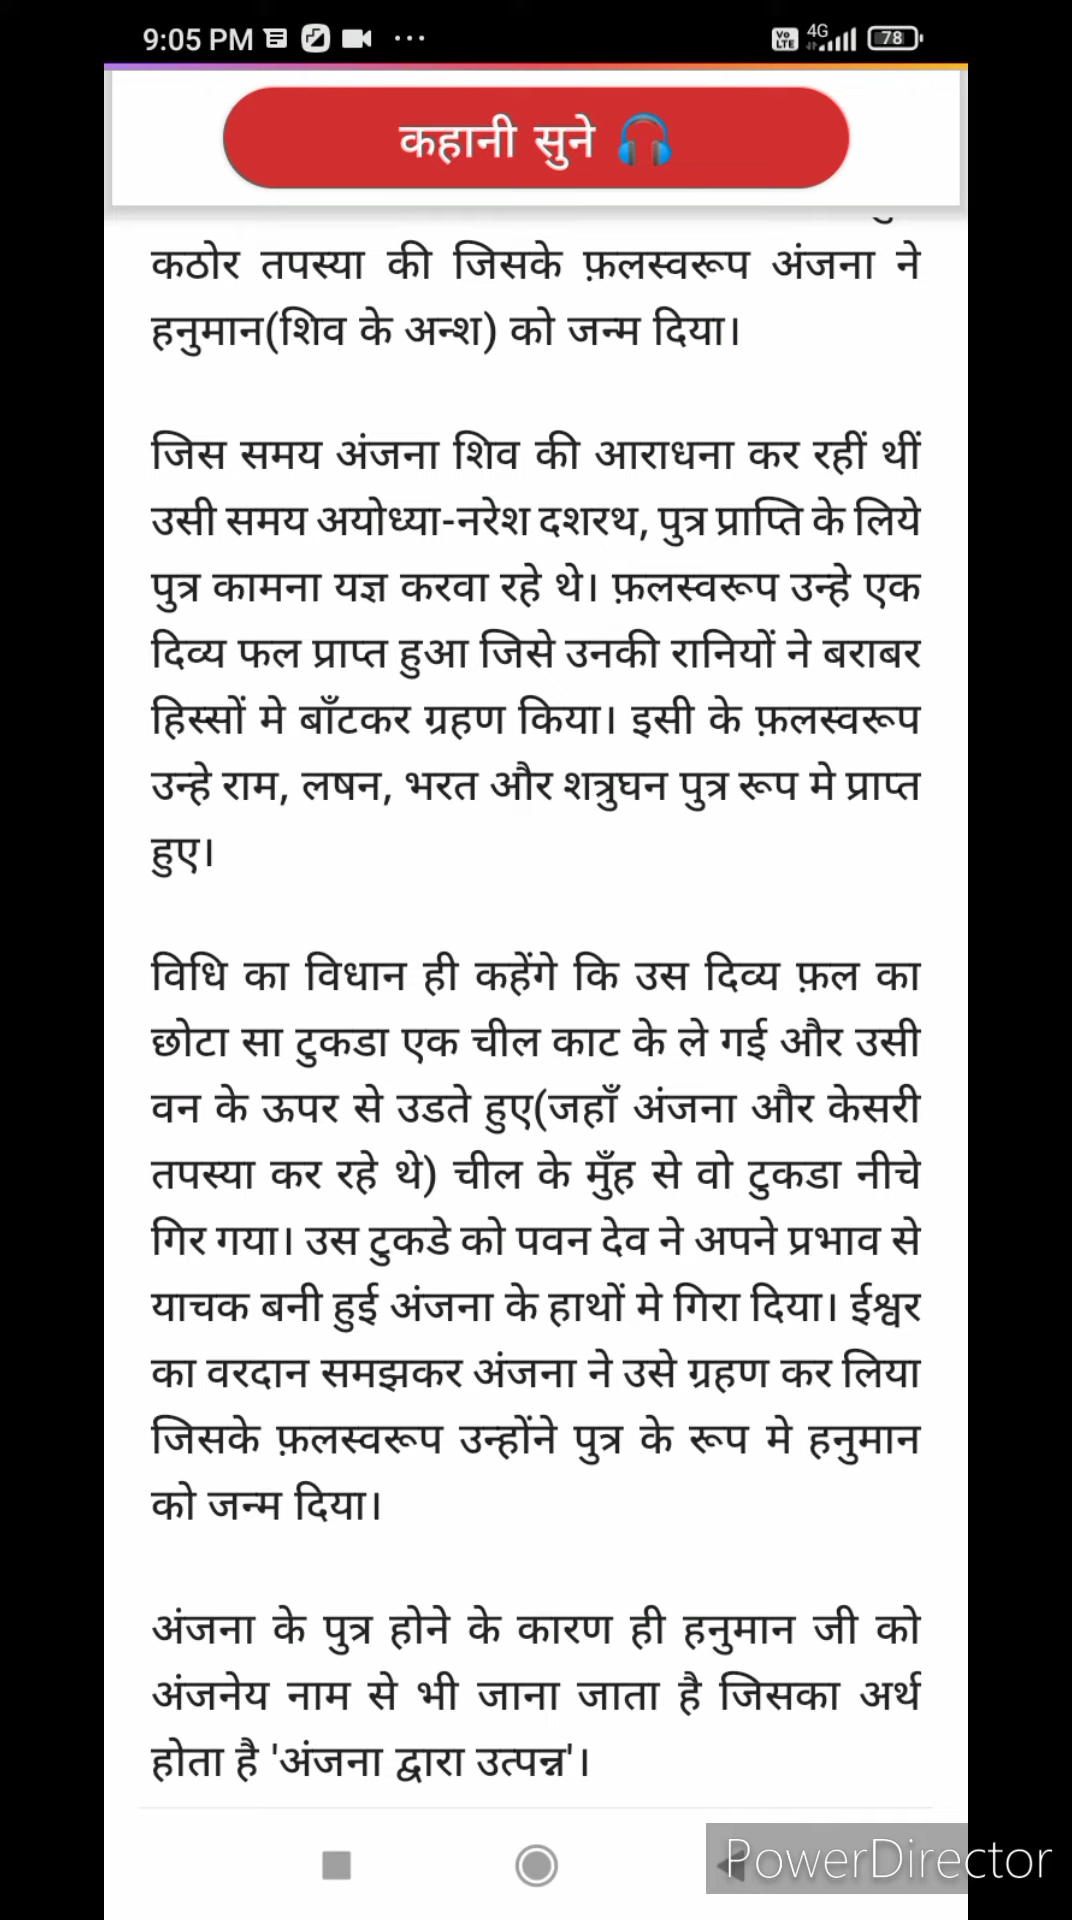 9:05 PM
Vo LTE 4G 78
कहानी सुने
कठोर तपस्या की जिसके फ़लस्वरूप अंजना ने
हनुमान(शिव के अन्श) को जन्म दिया।
जिस समय अंजना शिव की आराधना कर रहीं थीं
उसी समय अयोध्या-नरेश दशरथ, पुत्र प्राप्ति के लिये
पुत्र कामना यज्ञ करवा रहे थे। फ़लस्वरूप उन्हे एक
दिव्य फल प्राप्त हुआ जिसे उनकी रानियों ने बराबर
हिस्सों मे बाँटकर ग्रहण किया। इसी के फ़लस्वरूप
उन्हे राम, लषन, भरत और शत्रुघन पुत्र रूप मे प्राप्त
हुए।
विधि का विधान ही कहेंगे कि उस दिव्य फ़ल का
छोटा सा टुकडा एक चील काट के ले गई और उसी
वन के ऊपर से उडते हुए(जहाँ अंजना और केसरी
तपस्या कर रहे थे) चील के मुँह से वो टुकडा नीचे
गिर गया। उस टुकडे को पवन देव ने अपने प्रभाव से
याचक बनी हुई अंजना के हाथों मे गिरा दिया। ईश्वर
का वरदान समझकर अंजना ने उसे ग्रहण कर लिया
जिसके फ़लस्वरूप उन्होंने पुत्र के रूप मे हनुमान
को जन्म दिया।
अंजना के पुत्र होने के कारण ही हनुमान जी को
अंजनेय नाम से भी जाना जाता है जिसका अर्थ
होता है 'अंजना द्वारा उत्पन्न'।
PowerDirector